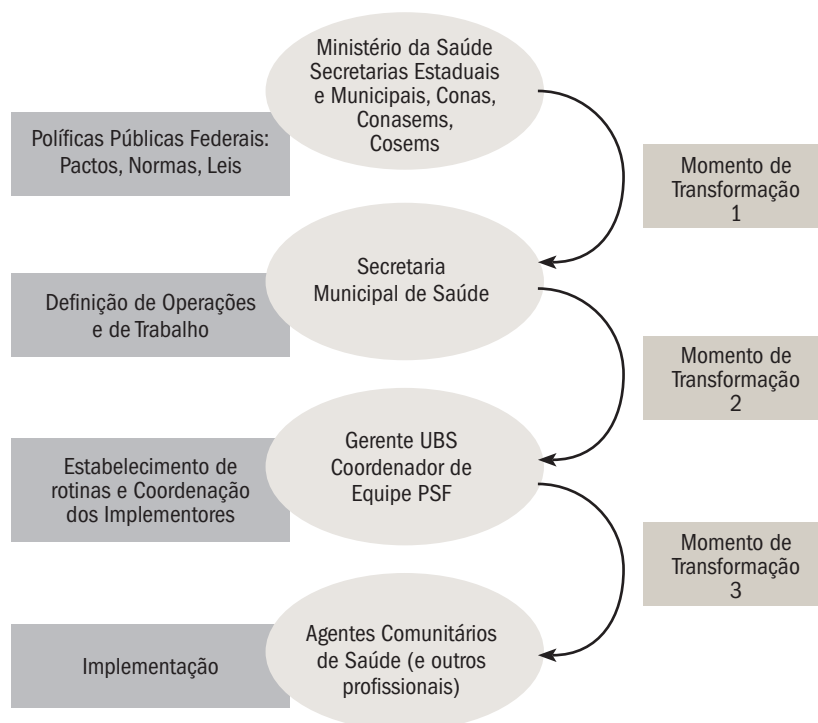 Ministério da Saúde
Secretarias Estaduais
e Municipais, Conas,
Conasems,
Cosems
Políticas Públicas Federais:
Pactos, Normas, Leis
Momento de
Transformação
1
Secretaria
Municipal de Saúde
Definição de Operações
e de Trabalho
Momento de
Transformação
2
Gerente UBS
Coordenador de
Equipe PSF
Estabelecimento de
rotinas e Coordenação
dos Implementores
Momento de
Transformação
3
Agentes Comunitários
de Saúde (e outros
profissionais)
Implementação